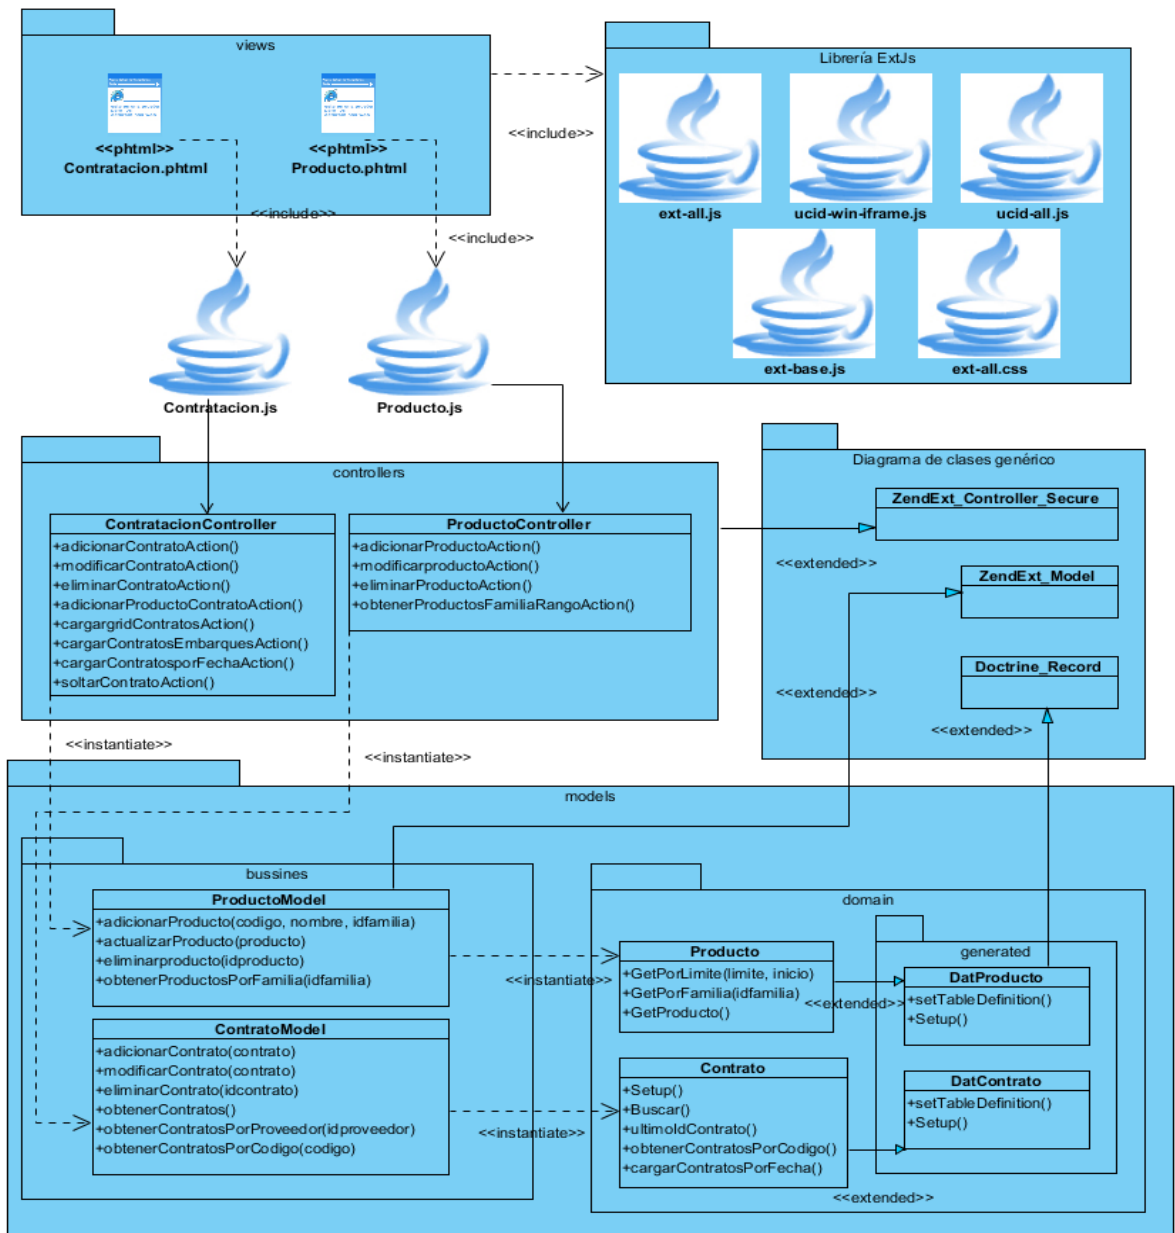 views
<<phtml>>
Contratacion.phtml
<<phtml>>
Producto.phtml
<<include>>
<<include>>
<<include>>
Librería ExtJs
ext-all.js
ucid-win-iframe.js
ucid-all.js
ext-base.js
ext-all.css
Contratacion.js
Producto.js
controllers
ContratacionController
+adicionarContratoAction()
+modificarContratoAction()
+eliminarContratoAction()
+adicionarProductoContratoAction()
+cargargridContratosAction()
+cargarContratosEmbarquesAction()
+cargarContratosporFechaAction()
+soltarContratoAction()
ProductoController
+adicionarProductoAction()
+modificarproductoAction()
+eliminarProductoAction()
+obtenerProductosFamiliaRangoAction()
Diagrama de clases genérico
ZendExt_Controller_Secure
<<extended>>
ZendExt_Model
<<extended>>
Doctrine_Record
<<extended>>
<<instantiate>>
<<instantiate>>
models
bussines
ProductoModel
+adicionarProducto(codigo, nombre, idfamilia)
+actualizarProducto(producto)
+eliminarproducto(idproducto)
+obtenerProductosPorFamilia(idfamilia)
ContratoModel
+adicionarContrato(contrato)
+modificarContrato(contrato)
+eliminarContrato(idcontrato)
+obtenerContratos()
+obtenerContratosPorProveedor(idproveedor)
+obtenerContratosPorCodigo(codigo)
<<instantiate>>
<<instantiate>>
domain
Producto
+GetPorLimite(limite, inicio)
+GetPorFamilia(idfamilia)
+GetProducto()
<<extended>>
Contrato
+Setup()
+Buscar()
+ultimoIdContrato()
+obtenerContratosPorCodigo()
+cargarContratosPorFecha()
<<extended>>
generated
DatProducto
+setTableDefinition()
+Setup()
DatContrato
+setTableDefinition()
+Setup()